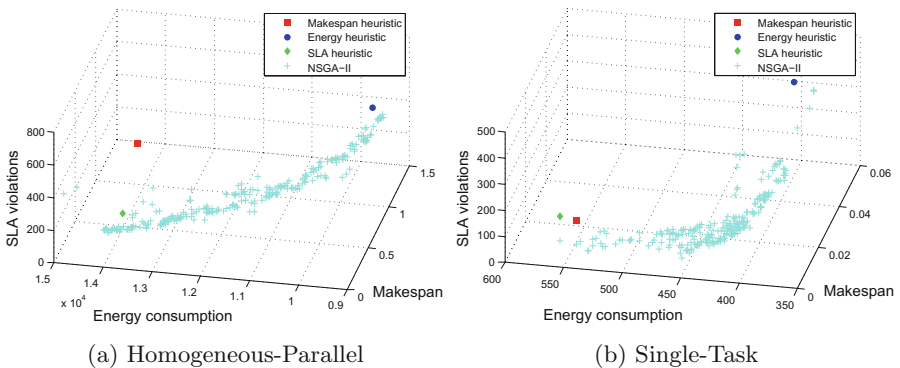 Makespan heuristic
Energy heuristic
SLA heuristic
NSGA−II
800
600
400
200
0
SLA violations
1.5
1.4
1.3
1.2
1.1
1
0.9
x 10^4
Energy consumption
0
0.5
1
1.5
Makespan
(a) Homogeneous-Parallel
Makespan heuristic
Energy heuristic
SLA heuristic
NSGA−II
500
400
300
200
100
0
SLA violations
600
550
500
450
400
350
Energy consumption
0
0.02
0.04
0.06
Makespan
(b) Single-Task